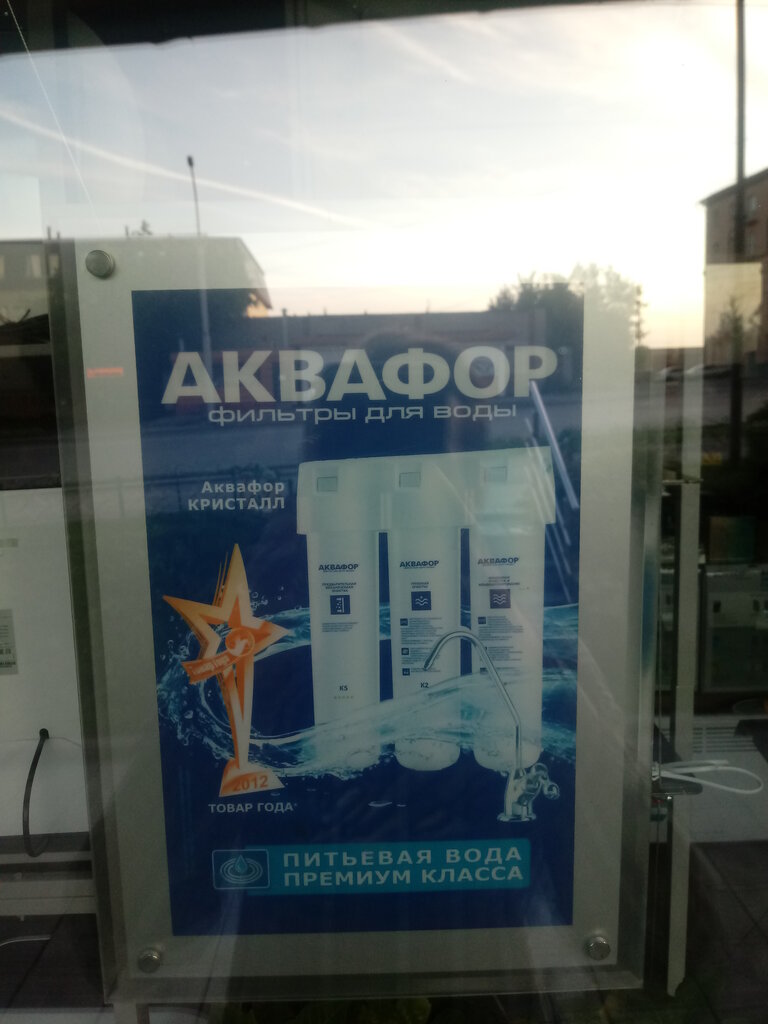 АКВАФОР
ФИЛЬТРЫ ДЛЯ ВОДЫ
Аквафор
КРИСТАЛЛ
АКВАФОР
АКВАФОР
АКВАФОР
K5
K2
2012
ТОВАР ГОДА*
ПИТЬЕВАЯ ВОДА
ПРЕМИУМ КЛАССА